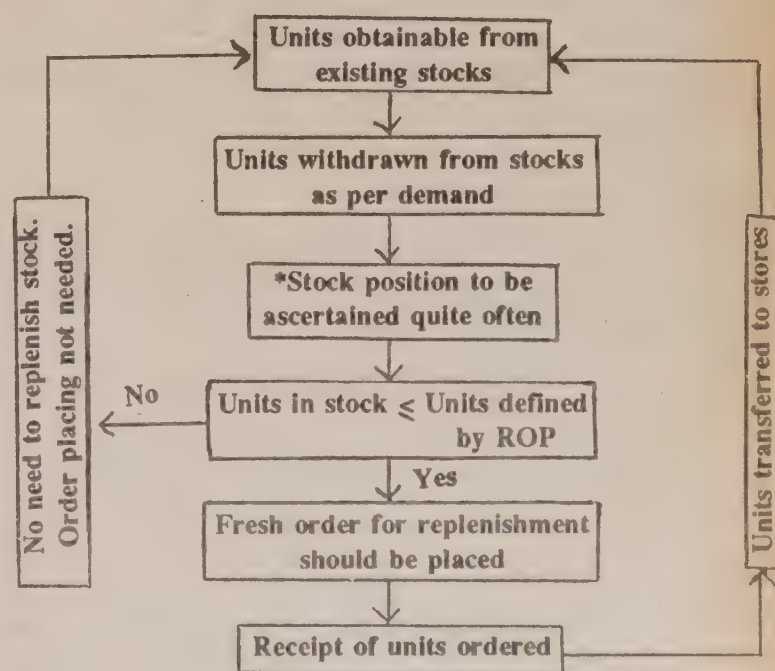 Units obtainable from
existing stocks
Units withdrawn from stocks
as per demand
*Stock position to be
ascertained quite often
Units in stock ⩽ Units defined
by ROP
No
Yes
Fresh order for replenishment
should be placed
Receipt of units ordered
No need to replenish stock.
Order placing not needed.
Units transferred to stores